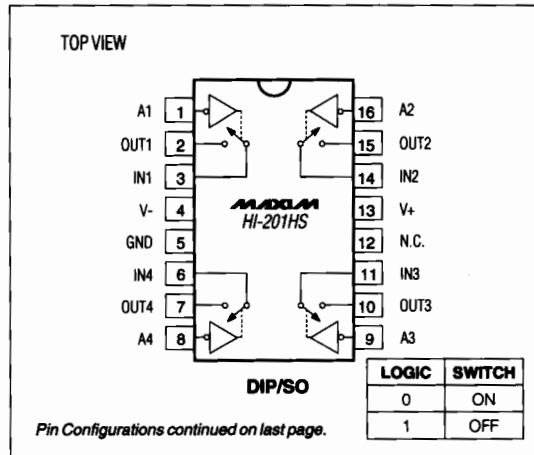 TOP VIEW
A1 1 16 A2
OUT1 2 15 OUT2
IN1 3 14 IN2
V- 4 MAXIM 13 V+
HI-201HS
GND 5 12 N.C.
IN4 6 11 IN3
OUT4 7 10 OUT3
A4 8 9 A3
DIP/SO
LOGIC SWITCH
0 ON
1 OFF
Pin Configurations continued on last page.